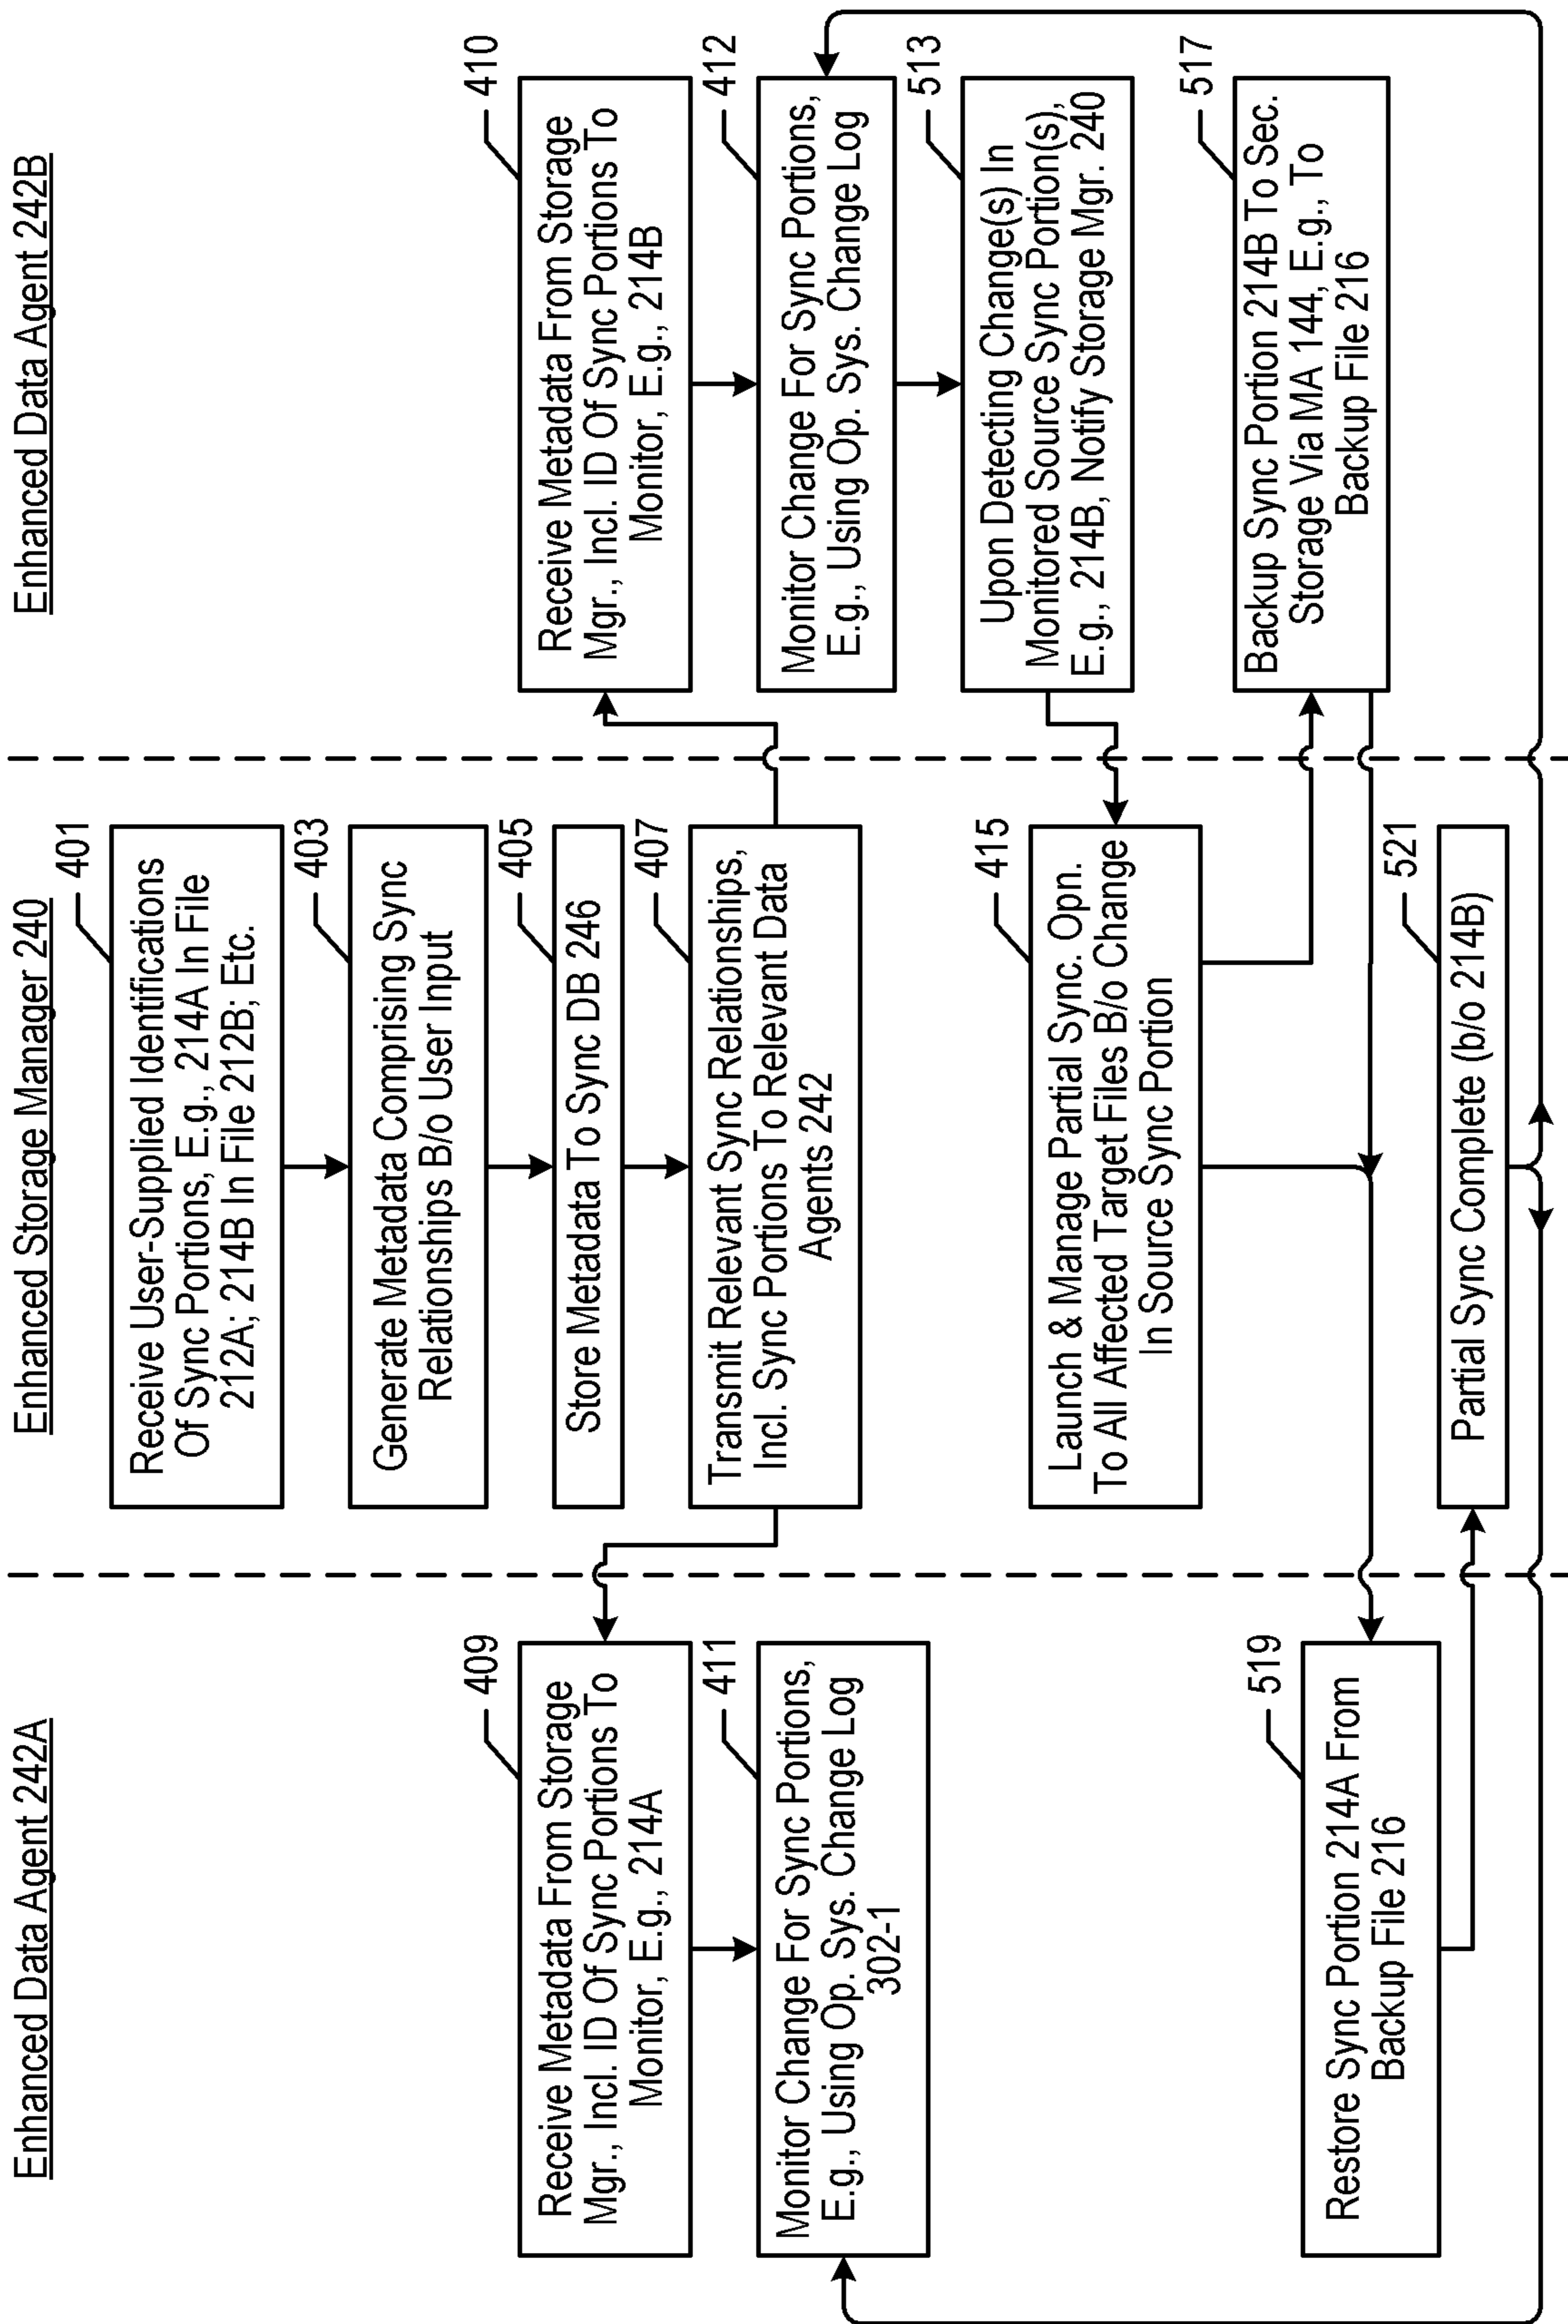 Enhanced Data Agent 242A
Enhanced Storage Manager 240
Enhanced Data Agent 242B
401
Receive User-Supplied Identifications
Of Sync Portions, E.g., 214A In File
212A; 214B In File 212B; Etc.
403
Generate Metadata Comprising Sync
Relationships B/o User Input
405
Store Metadata To Sync DB 246
407
Transmit Relevant Sync Relationships,
Incl. Sync Portions To Relevant Data
Agents 242
409
Receive Metadata From Storage
Mgr., Incl. ID Of Sync Portions To
Monitor, E.g., 214A
410
Receive Metadata From Storage
Mgr., Incl. ID Of Sync Portions To
Monitor, E.g., 214B
411
Monitor Change For Sync Portions,
E.g., Using Op. Sys. Change Log
302-1
412
Monitor Change For Sync Portions,
E.g., Using Op. Sys. Change Log
513
Upon Detecting Change(s) In
Monitored Source Sync Portion(s),
E.g., 214B, Notify Storage Mgr. 240
415
Launch & Manage Partial Sync. Opn.
To All Affected Target Files B/o Change
In Source Sync Portion
517
Backup Sync Portion 214B To Sec.
Storage Via MA 144, E.g., To
Backup File 216
519
Restore Sync Portion 214A From
Backup File 216
521
Partial Sync Complete (b/o 214B)